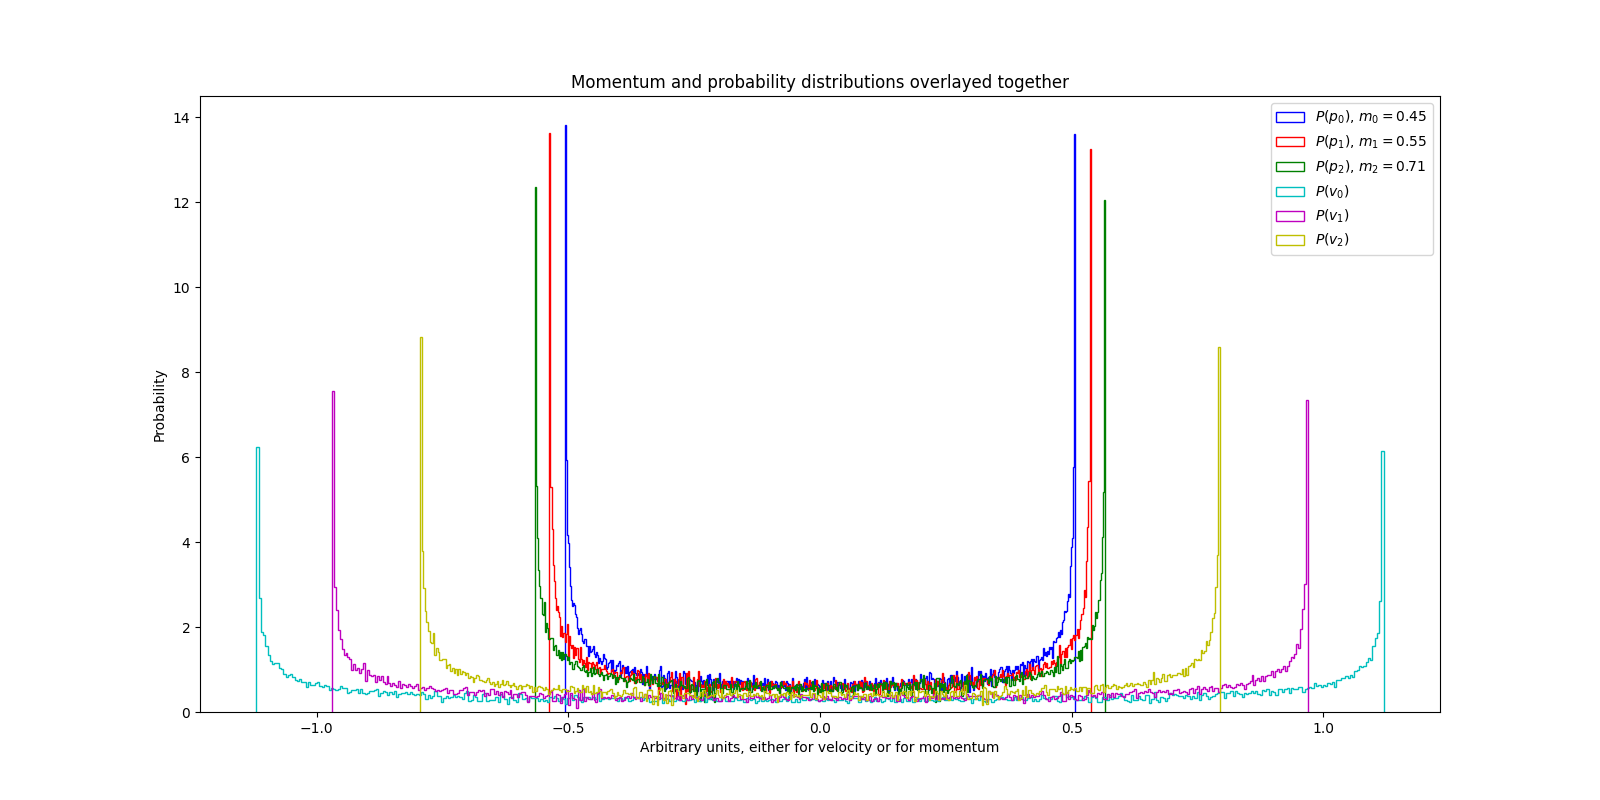 Momentum and probability distributions overlayed together
14
12
10
8
6
4
2
0
Probability
−1.0 −0.5 0.0 0.5 1.0
Arbitrary units, either for velocity or for momentum
P(p₀), m₀ = 0.45
P(p₁), m₁ = 0.55
P(p₂), m₂ = 0.71
P(v₀)
P(v₁)
P(v₂)